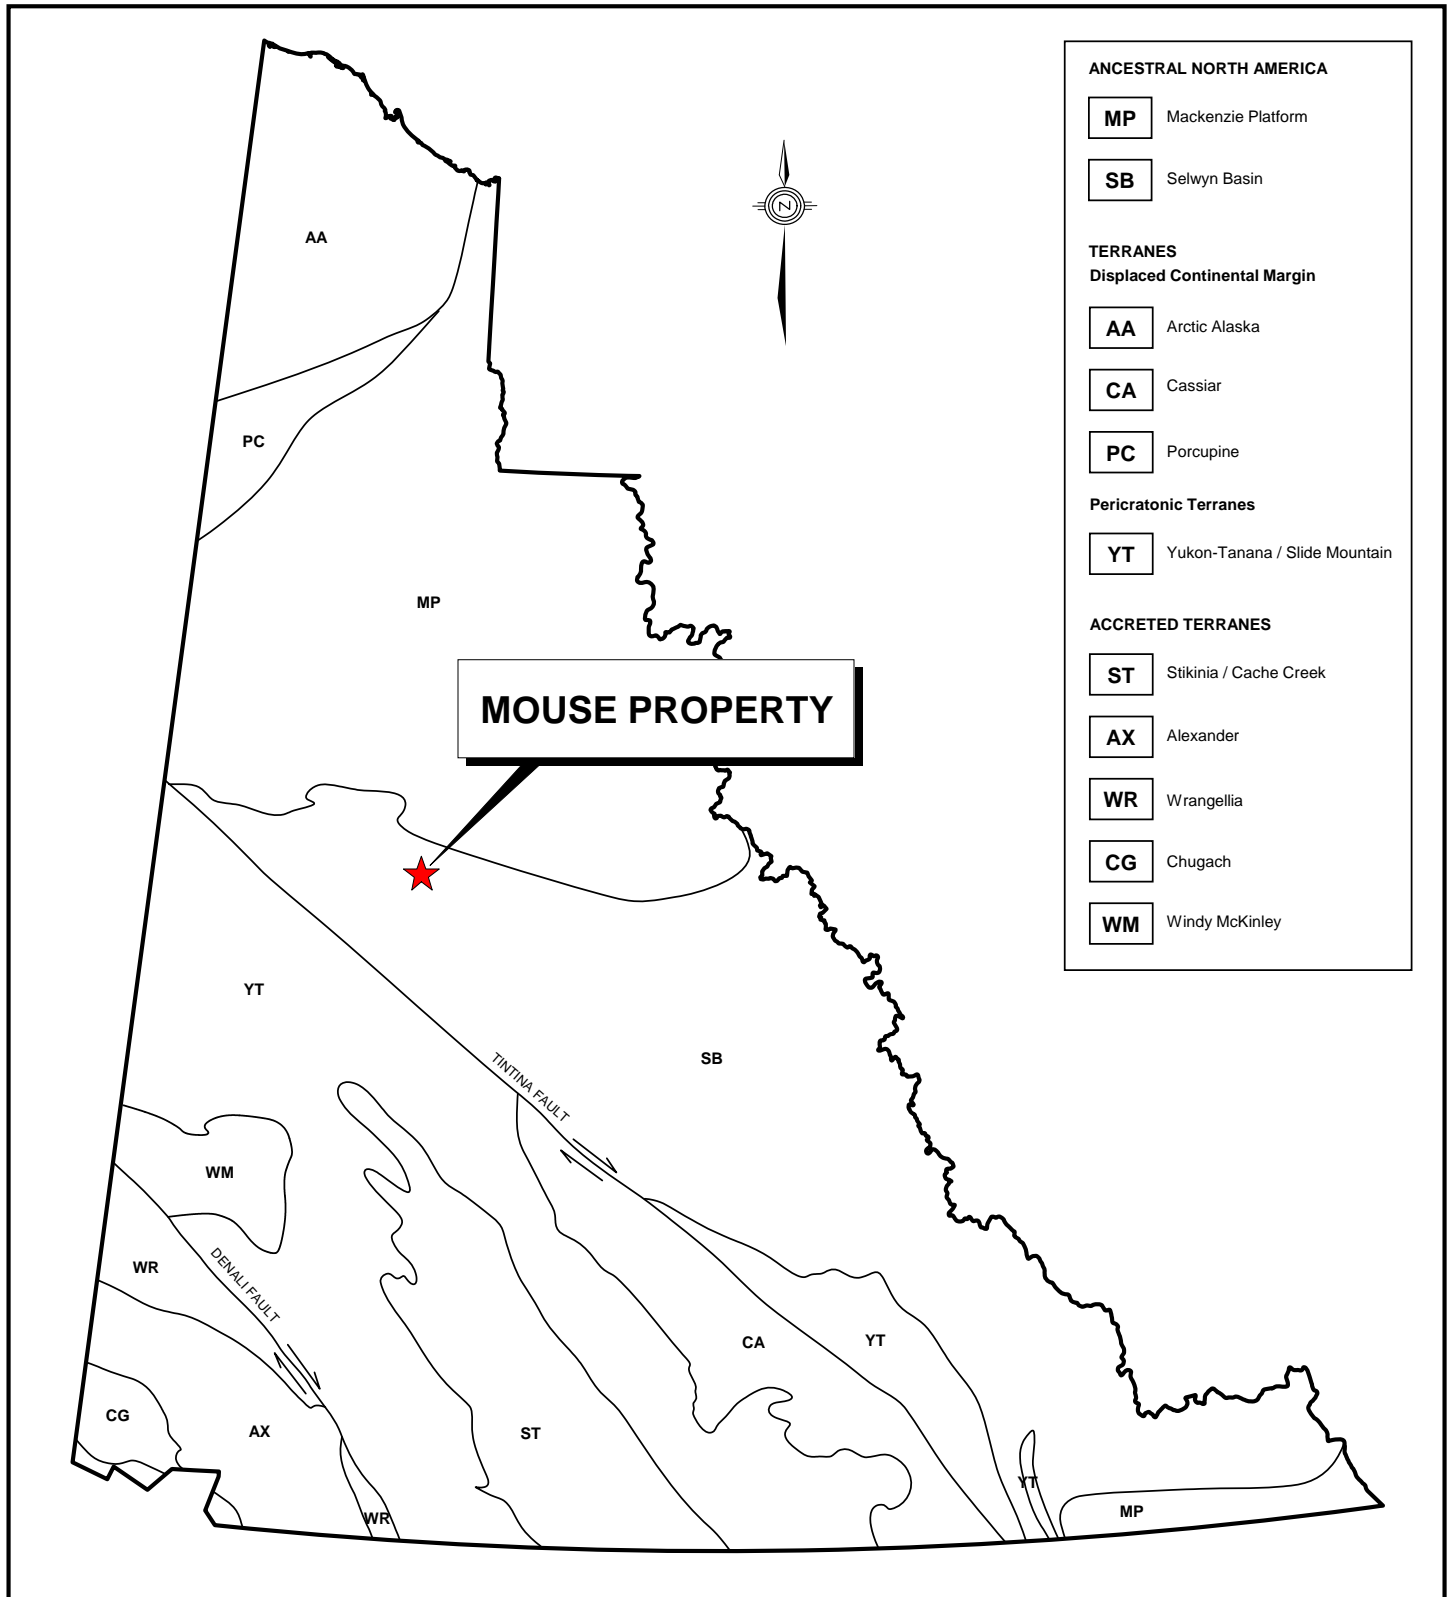 ANCESTRAL NORTH AMERICA
MP Mackenzie Platform
SB Selwyn Basin
TERRANES
Displaced Continental Margin
AA Arctic Alaska
CA Cassiar
PC Porcupine
Pericratonic Terranes
YT Yukon-Tanana / Slide Mountain
ACCRETED TERRANES
ST Stikinia / Cache Creek
AX Alexander
WR Wrangellia
CG Chugach
WM Windy McKinley
N
AA
PC
MP
MOUSE PROPERTY
YT
SB
TINTINA FAULT
WM
DENALI FAULT
WR
CA
YT
CG
AX
ST
YT
WR
MP